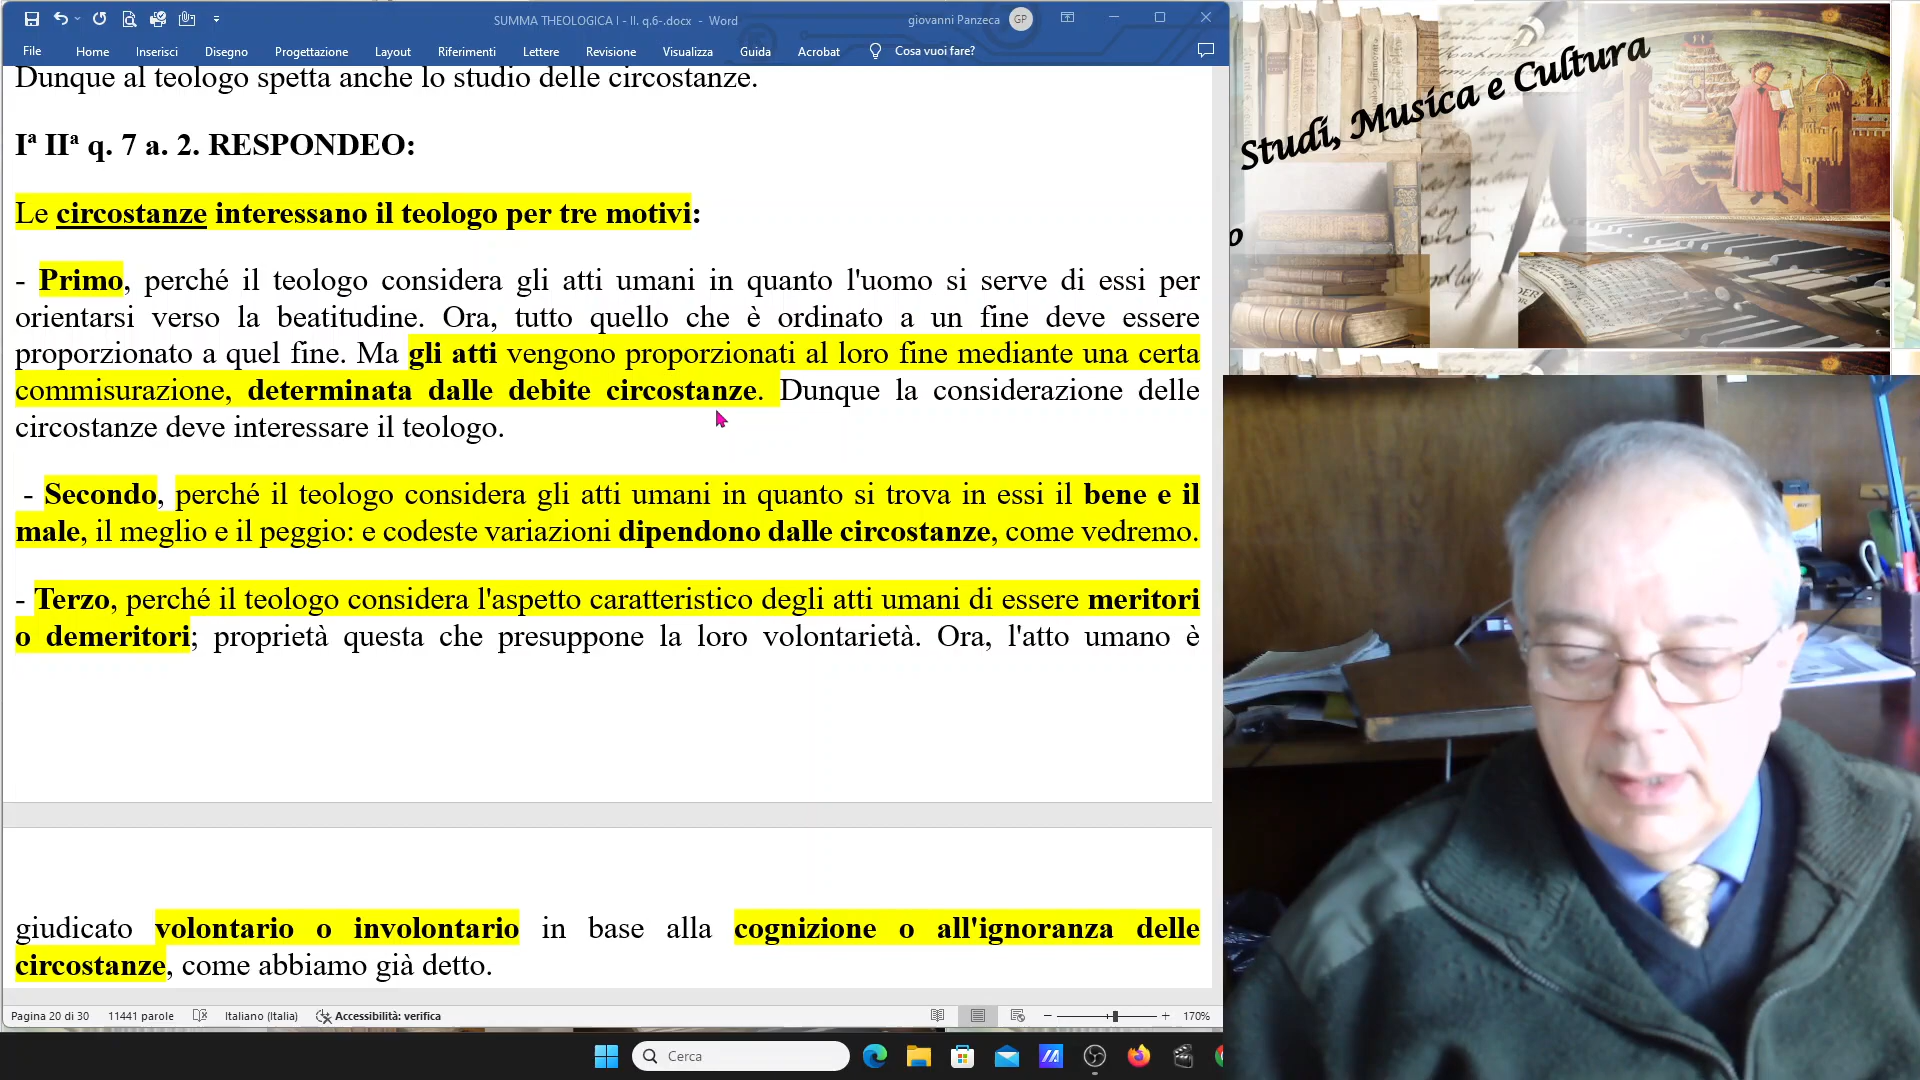 SUMMA THEOLOGICA I - II. q.6-.docx - Word
giovanni Panzeca GP
File Home Inserisci Disegno Progettazione Layout Riferimenti Lettere Revisione Visualizza Guida Acrobat Cosa vuoi fare?
Dunque al teologo spetta anche lo studio delle circostanze.
Iª IIª q. 7 a. 2. RESPONDEO:
Le circostanze interessano il teologo per tre motivi:
- Primo, perché il teologo considera gli atti umani in quanto l'uomo si serve di essi per
orientarsi verso la beatitudine. Ora, tutto quello che è ordinato a un fine deve essere
proporzionato a quel fine. Ma gli atti vengono proporzionati al loro fine mediante una certa
commisurazione, determinata dalle debite circostanze. Dunque la considerazione delle
circostanze deve interessare il teologo.
- Secondo, perché il teologo considera gli atti umani in quanto si trova in essi il bene e il
male, il meglio e il peggio: e codeste variazioni dipendono dalle circostanze, come vedremo.
- Terzo, perché il teologo considera l'aspetto caratteristico degli atti umani di essere meritori
o demeritori; proprietà questa che presuppone la loro volontarietà. Ora, l'atto umano è
giudicato volontario o involontario in base alla cognizione o all'ignoranza delle
circostanze, come abbiamo già detto.
Pagina 20 di 30 11441 parole Italiano (Italia) Accessibilità: verifica 170%
Cerca
Studi, Musica e Cultura
o